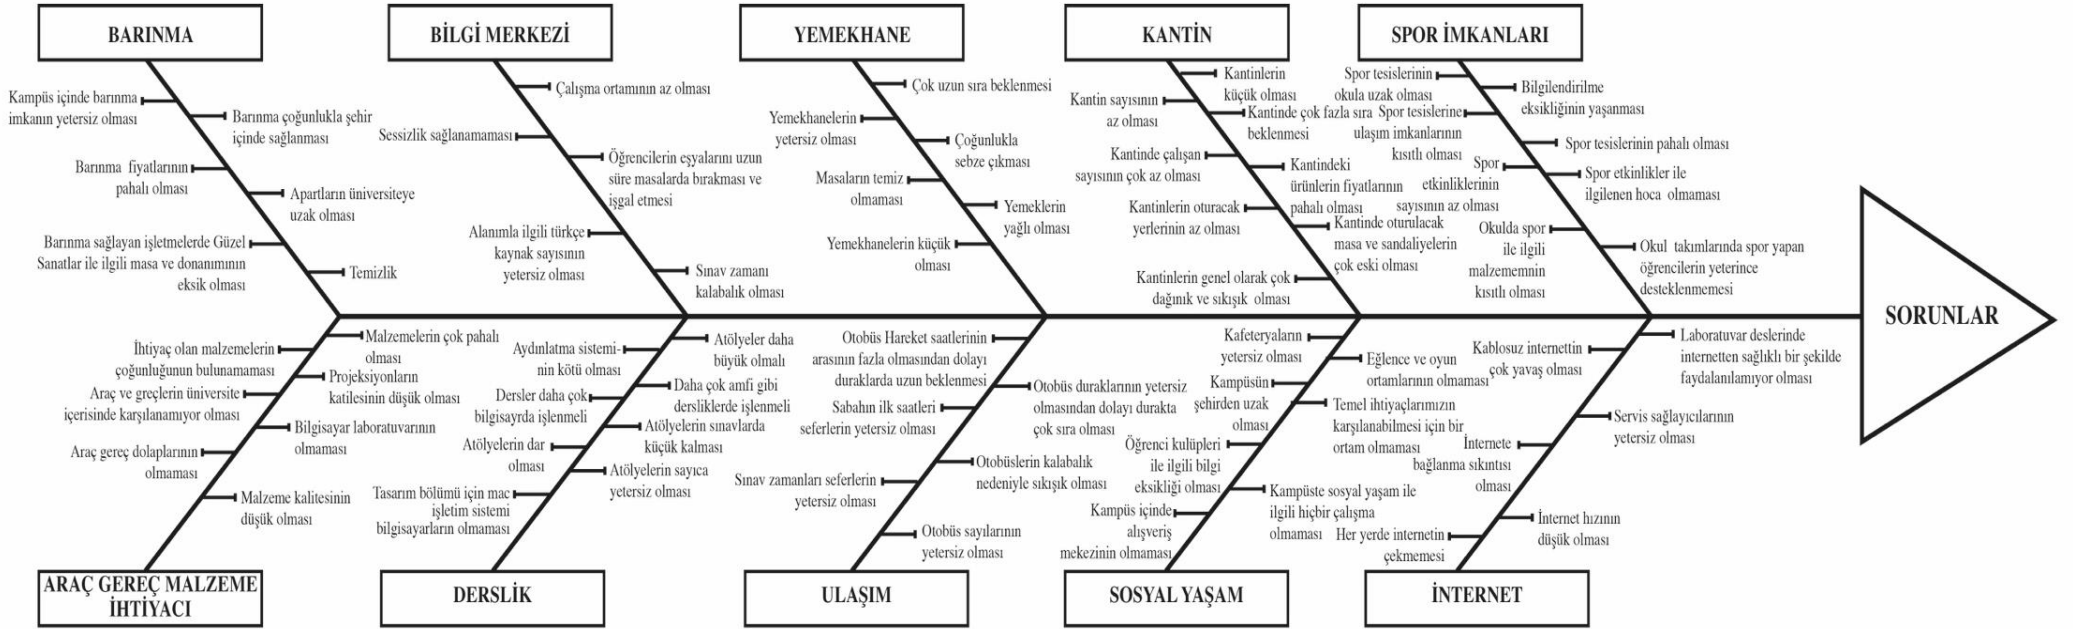 BARINMA
Kampüs içinde barınma
imkanın yetersiz olması
Barınma çoğunlukla şehir
içinde sağlanması
Barınma fiyatlarının
pahalı olması
Apartların üniversiteye
uzak olması
Barınma sağlayan işletmelerde Güzel
Sanatlar ile ilgili masa ve donanımının
eksik olması
Temizlik
BİLGİ MERKEZİ
Çalışma ortamının az olması
Sessizlik sağlanamaması
Öğrencilerin eşyalarını uzun
süre masalarda bırakması ve
işgal etmesi
Alanımla ilgili türkçe
kaynak sayısının
yetersiz olması
Sınav zamanı
kalabalık olması
YEMEKHANE
Çok uzun sıra beklenmesi
Yemekhanelerin
yetersiz olması
Çoğunlukla
sebze çıkması
Masaların temiz
olmaması
Yemeklerin
yağlı olması
Yemekhanelerin küçük
olması
KANTİN
Kantinlerin
küçük olması
Kantin sayısının
az olması
Kantinde çok fazla sıra
beklenmesi
Kantinde çalışan
sayısının çok az olması
Kantindeki
ürünlerin fiyatlarının
pahalı olması
Kantinlerin oturacak
yerlerinin az olması
Kantinde oturulacak
masa ve sandaliyelerin
çok eski olması
Kantinlerin genel olarak çok
dağınık ve sıkışık olması
SPOR İMKANLARI
Spor tesislerinin
okula uzak olması
Bilgilendirilme
eksikliğinin yaşanması
Spor tesislerine
ulaşım imkanlarının
kısıtlı olması
Spor tesislerinin pahalı olması
Spor
etkinliklerinin
sayısının az olması
Spor etkinlikler ile
ilgilenen hoca olmaması
Okulda spor
ile ilgili
malzememnin
kısıtlı olması
Okul takımlarında spor yapan
öğrencilerin yeterince
desteklenmemesi
SORUNLAR
Malzemelerin çok pahalı
olması
İhtiyaç olan malzemelerin
çoğunluğunun bulunamaması
Projeksiyonların
katilesinin düşük olması
Araç ve greçlerin üniversite
içerisinde karşılanamıyor olması
Bilgisayar laboratuvarının
olmaması
Araç gereç dolaplarının
olmaması
Malzeme kalitesinin
düşük olması
ARAÇ GEREÇ MALZEME
İHTİYACI
Atölyeler daha
büyük olmalı
Aydınlatma sistemi-
nin kötü olması
Daha çok amfi gibi
dersliklerde işlenmeli
Dersler daha çok
bilgisayrda işlenmeli
Atölyelerin sınavlarda
küçük kalması
Atölyelerin dar
olması
Atölyelerin sayıca
yetersiz olması
Tasarım bölümü için mac
işletim sistemi
bilgisayarların olmaması
DERSLİK
Otobüs Hareket saatlerinin
arasının fazla olmasından dolayı
duraklarda uzun beklenmesi
Otobüs duraklarının yetersiz
olmasından dolayı durakta
çok sıra olması
Sabahın ilk saatleri
seferlerin yetersiz olması
Otobüslerin kalabalık
nedeniyle sıkışık olması
Sınav zamanları seferlerin
yetersiz olması
Otobüs sayılarının
yetersiz olması
ULAŞIM
Kafeteryaların
yetersiz olması
Eğlence ve oyun
ortamlarının olmaması
Kampüsün
şehirden uzak
olması
Temel ihtiyaçlarımızın
karşılanabilmesi için bir
ortam olmaması
Öğrenci kulüpleri
ile ilgili bilgi
eksikliği olması
Kampüste sosyal yaşam ile
ilgili hiçbir çalışma
olmaması
Kampüs içinde
alışveriş
mekezinin olmaması
SOSYAL YAŞAM
Laboratuvar deslerinde
internetten sağlıklı bir şekilde
faydalanılamıyor olması
Kablosuz internettin
çok yavaş olması
Servis sağlayıcılarının
yetersiz olması
İnternete
bağlanma sıkıntısı
olması
İnternet hızının
düşük olması
Her yerde internetin
çekmemesi
İNTERNET